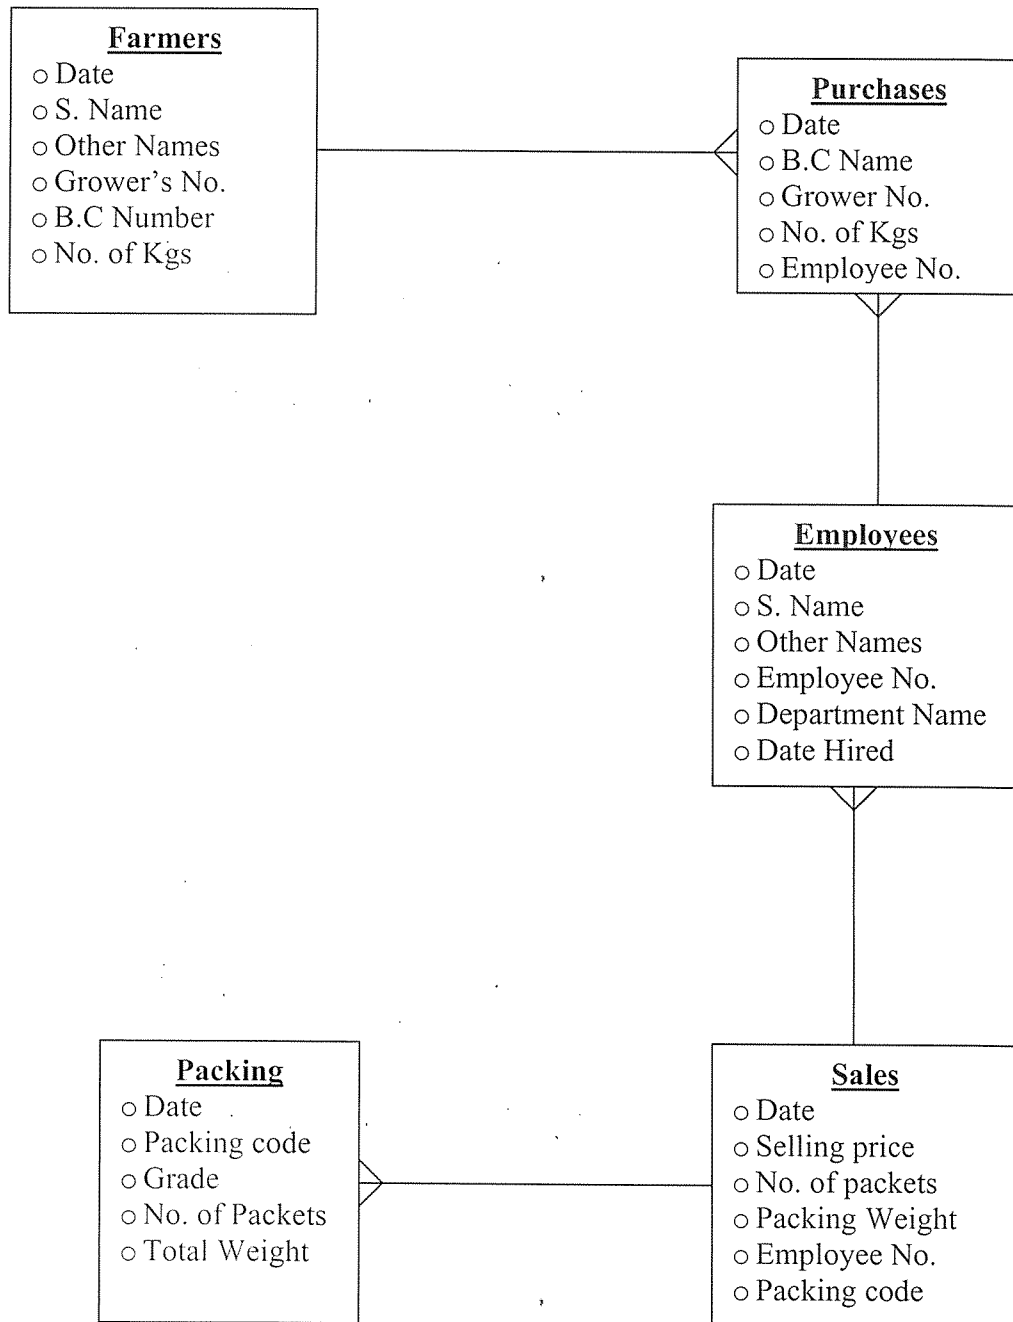 Farmers
○ Date
○ S. Name
○ Other Names
○ Grower's No.
○ B.C Number
○ No. of Kgs
Purchases
○ Date
○ B.C Name
○ Grower No.
○ No. of Kgs
○ Employee No.
Employees
○ Date
○ S. Name
○ Other Names
○ Employee No.
○ Department Name
○ Date Hired
Packing
○ Date
○ Packing code
○ Grade
○ No. of Packets
○ Total Weight
Sales
○ Date
○ Selling price
○ No. of packets
○ Packing Weight
○ Employee No.
○ Packing code